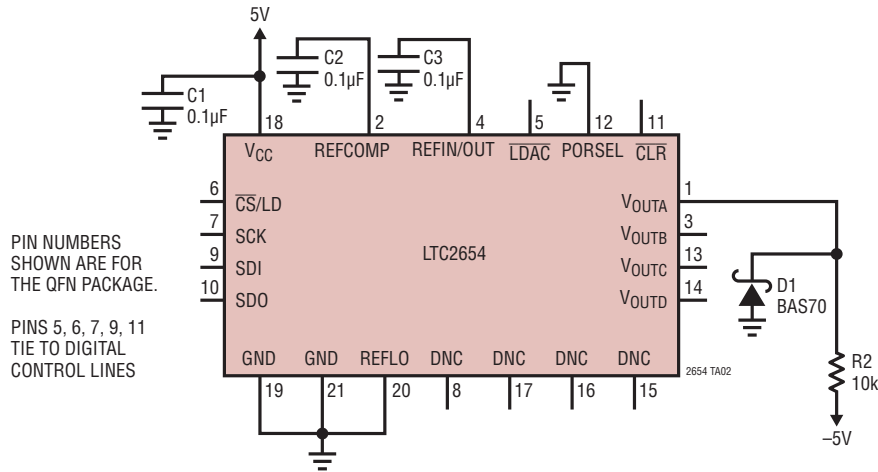 5V
C1
0.1µF
C2
0.1µF
C3
0.1µF
18
2
4
5
12
11
VCC
REFCOMP
REFIN/OUT
LDAC
PORSEL
CLR
6
CS/LD
7
SCK
9
SDI
10
SDO
LTC2654
VOUTA
1
VOUTB
3
VOUTC
13
VOUTD
14
PIN NUMBERS
SHOWN ARE FOR
THE QFN PACKAGE.
PINS 5, 6, 7, 9, 11
TIE TO DIGITAL
CONTROL LINES
D1
BAS70
R2
10k
–5V
GND
GND
REFLO
DNC
DNC
DNC
DNC
2654 TA02
19
21
20
8
17
16
15